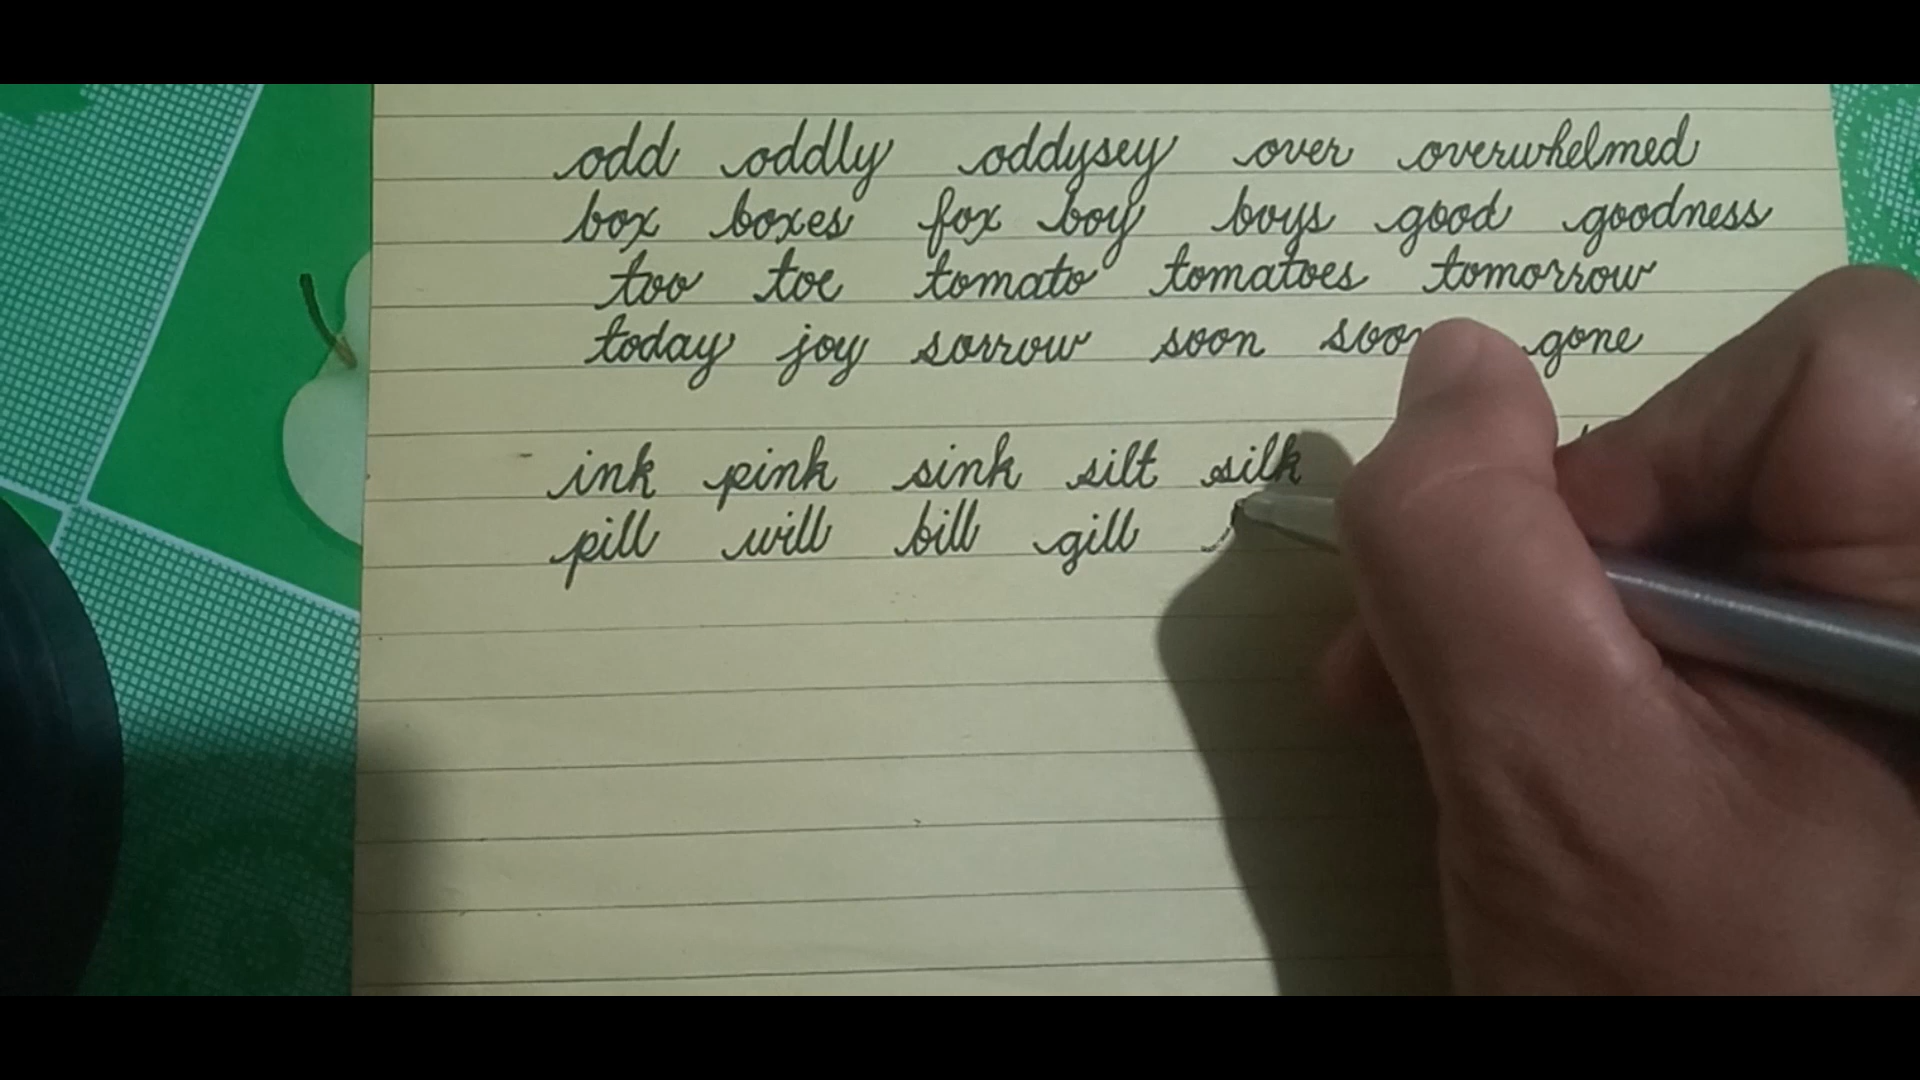 odd oddly oddysey over overwhelmed
box boxes fox boy boys good goodness
too toe tomato tomatoes tomorrow
today joy sorrow soon gone
ink pink sink silt silk
pill will bill gill